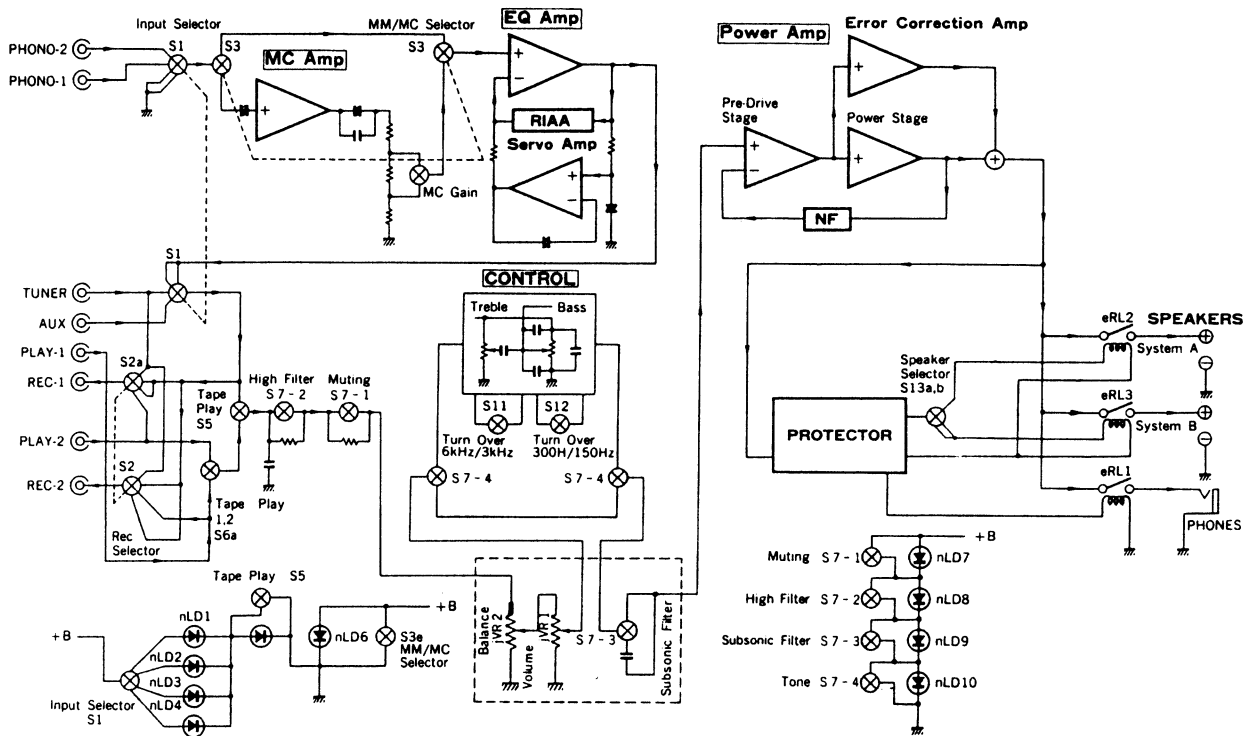 Input Selector
PHONO-2
PHONO-1
S1
S3
MC Amp
+
MC Gain
MM/MC Selector
S3
EQ Amp
+
−
RIAA
Servo Amp
+
−
Power Amp
Error Correction Amp
Pre-Drive
Stage
+
−
Power Stage
+
+
NF
S1
TUNER
AUX
PLAY-1
REC-1
S2a
PLAY-2
S2
REC-2
Rec
Selector
Tape
Play
S5
Tape Play
1,2
S6a
High Filter
S7-2
Muting
S7-1
CONTROL
Treble
Bass
S11
S12
Turn Over
6kHz/3kHz
Turn Over
300H/150Hz
S7-4
S7-4
Balance
jVR2
Volume
jVR1
S7-3
Subsonic Filter
PROTECTOR
Speaker
Selector
S13a,b
eRL2
SPEAKERS
System A
+
−
eRL3
System B
+
−
eRL1
PHONES
+B
Muting S7-1
nLD7
High Filter S7-2
nLD8
Subsonic Filter S7-3
nLD9
Tone S7-4
nLD10
Tape Play S5
+B
nLD1
nLD2
nLD3
nLD4
Input Selector
S1
nLD6
+B
S3e
MM/MC
Selector